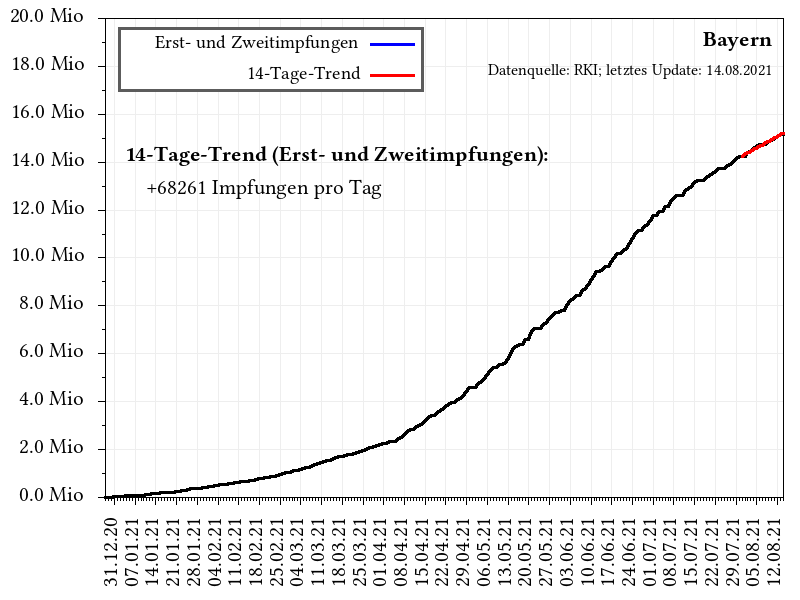 20.0 Mio
18.0 Mio
16.0 Mio
14.0 Mio
12.0 Mio
10.0 Mio
8.0 Mio
6.0 Mio
4.0 Mio
2.0 Mio
0.0 Mio
Erst- und Zweitimpfungen
14-Tage-Trend
Bayern
Datenquelle: RKI; letztes Update: 14.08.2021
14-Tage-Trend (Erst- und Zweitimpfungen):
+68261 Impfungen pro Tag
31.12.20
07.01.21
14.01.21
21.01.21
28.01.21
04.02.21
11.02.21
18.02.21
25.02.21
04.03.21
11.03.21
18.03.21
25.03.21
01.04.21
08.04.21
15.04.21
22.04.21
29.04.21
06.05.21
13.05.21
20.05.21
27.05.21
03.06.21
10.06.21
17.06.21
24.06.21
01.07.21
08.07.21
15.07.21
22.07.21
29.07.21
05.08.21
12.08.21